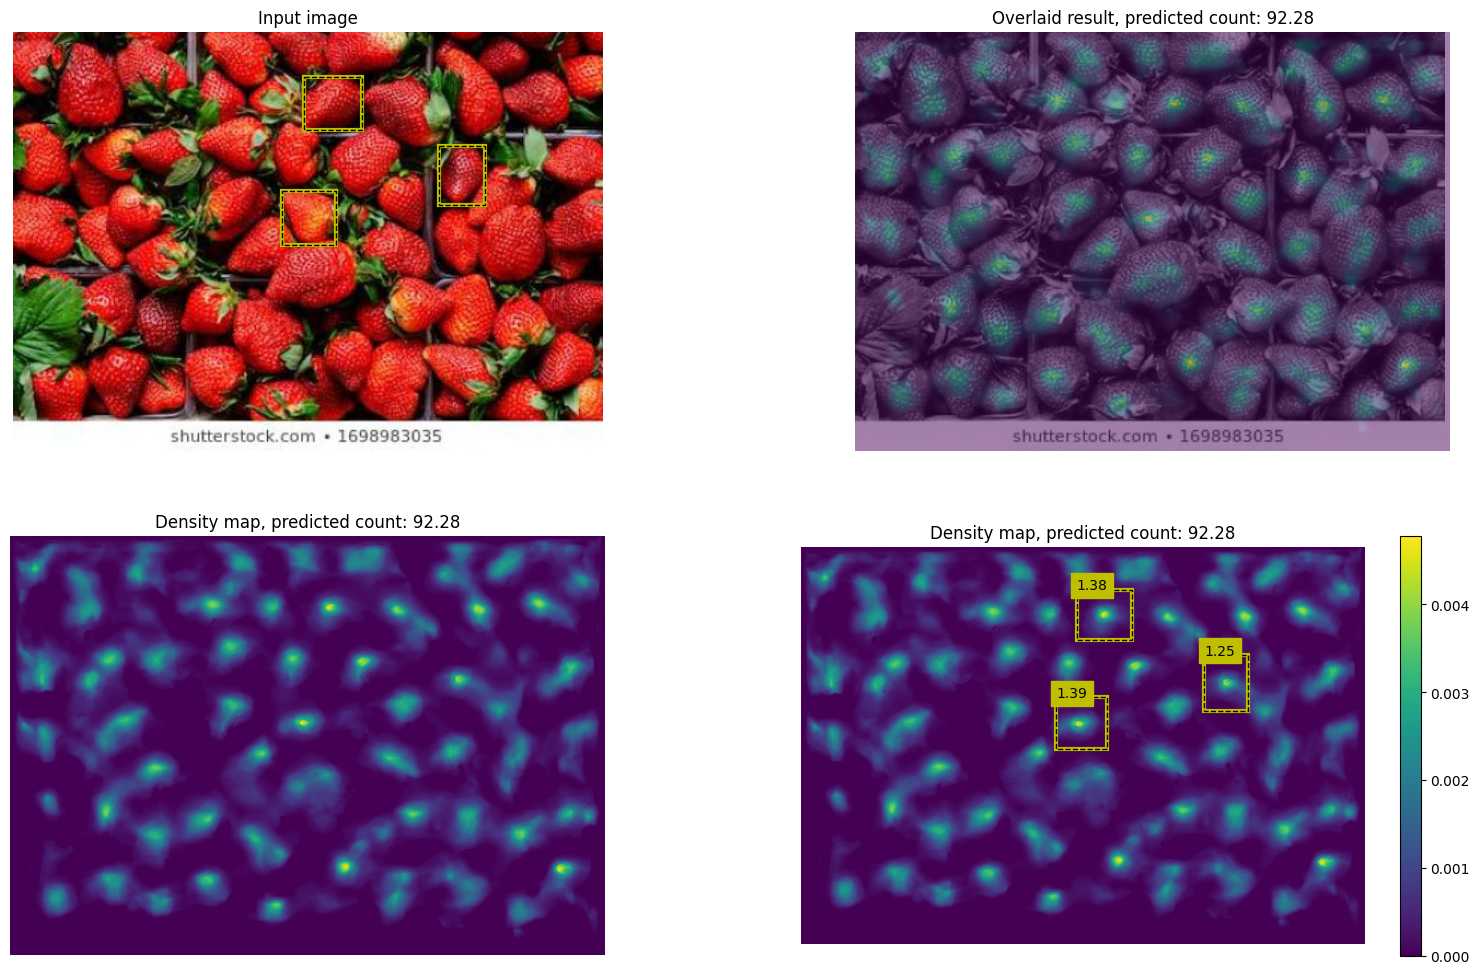 Input image
Overlaid result, predicted count: 92.28
shutterstock.com • 1698983035
shutterstock.com • 1698983035
Density map, predicted count: 92.28
Density map, predicted count: 92.28
1.38
1.25
1.39
0.004
0.003
0.002
0.001
0.000